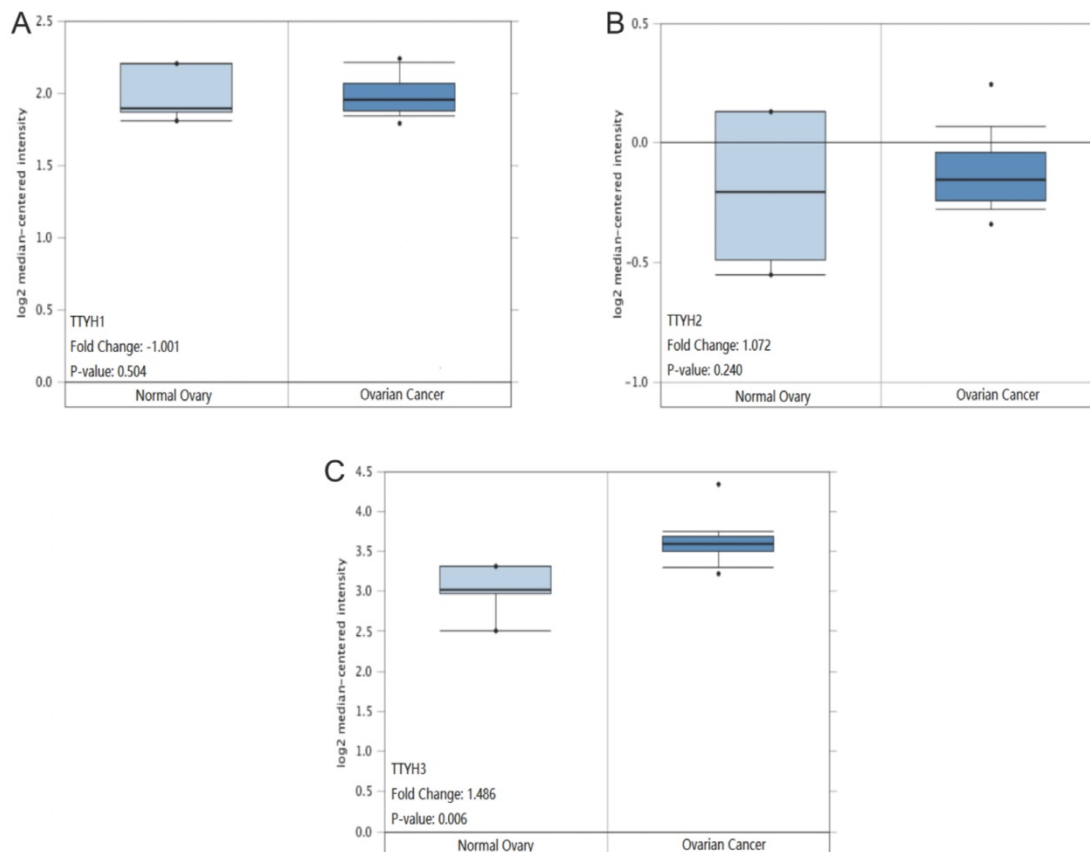 A
2.5
2.0
1.5
1.0
0.5
0.0
log2 median-centered intensity
TTYH1
Fold Change: -1.001
P-value: 0.504
Normal Ovary
Ovarian Cancer
B
0.5
0.0
−0.5
−1.0
log2 median-centered intensity
TTYH2
Fold Change: 1.072
P-value: 0.240
Normal Ovary
Ovarian Cancer
C
4.5
4.0
3.5
3.0
2.5
2.0
1.5
1.0
0.5
0.0
log2 median-centered intensity
TTYH3
Fold Change: 1.486
P-value: 0.006
Normal Ovary
Ovarian Cancer